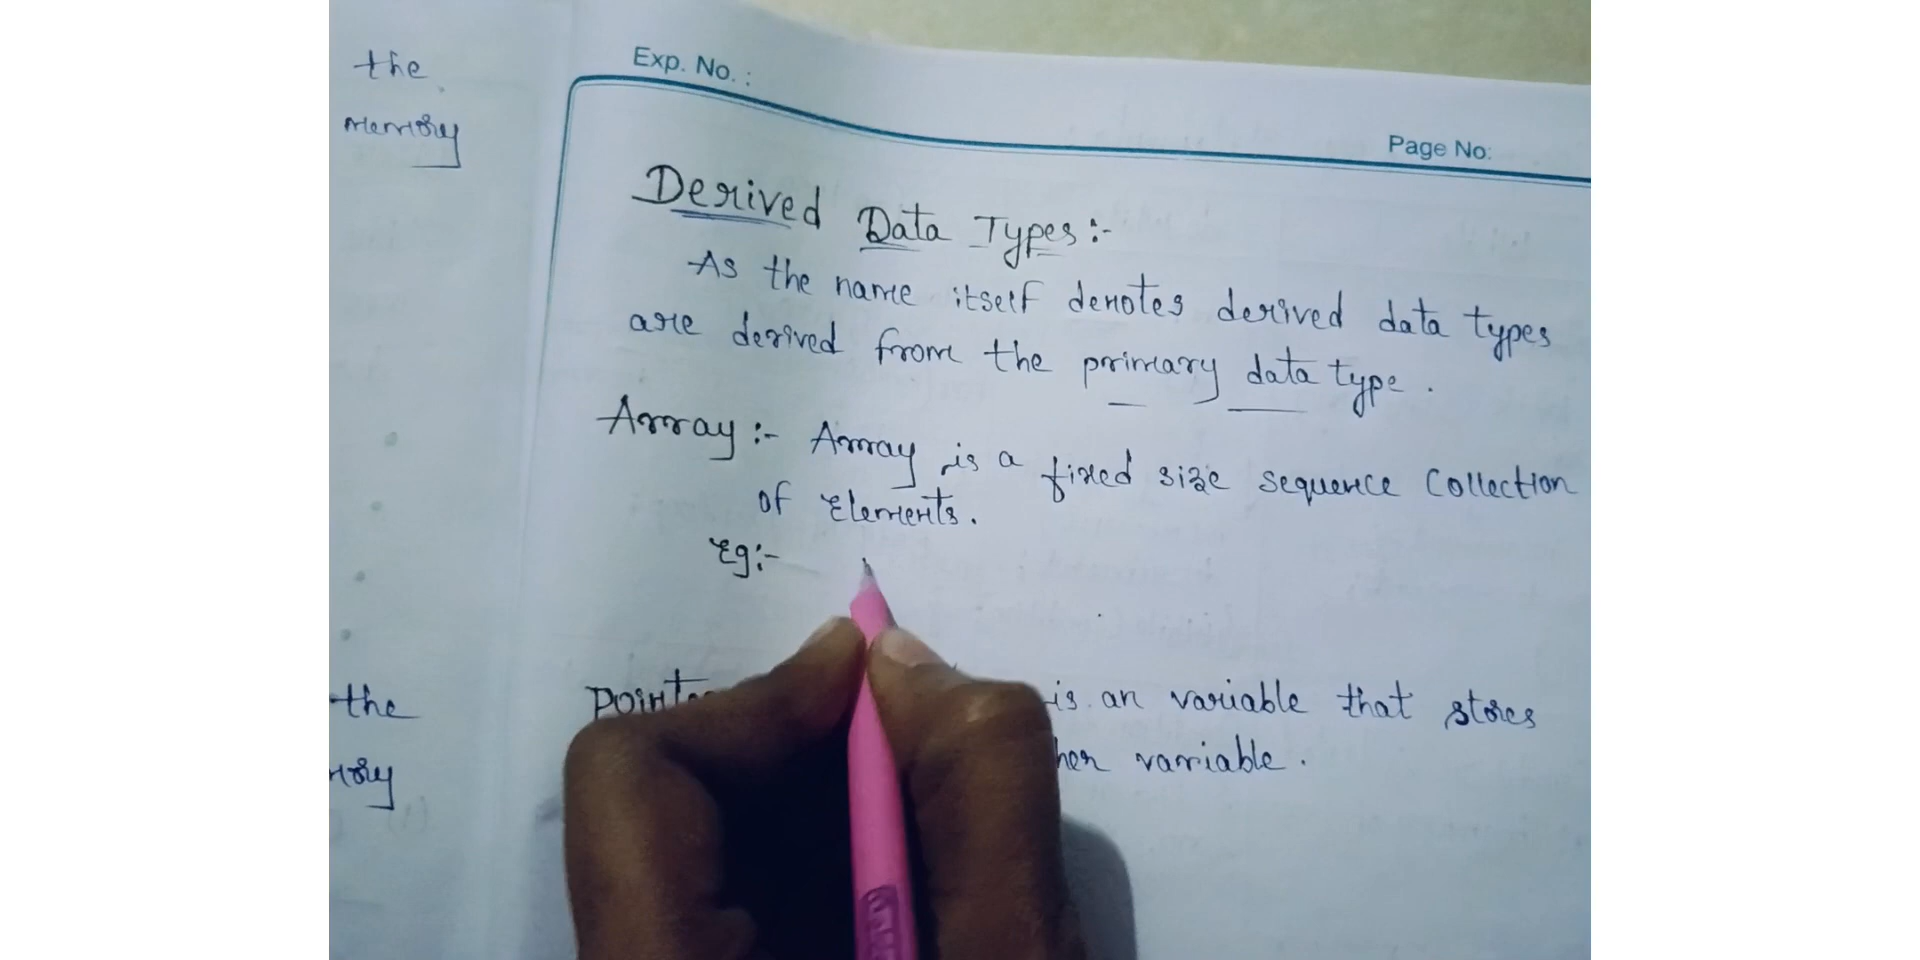 the
memory
Exp. No. :
Page No:
Derived Data Types :-
As the name itself denotes derived data types
are derived from the primary data type .
Array :- Array is a fixed size sequence Collection
of Elements.
Eg:-
the
is an variable that stores
variable .